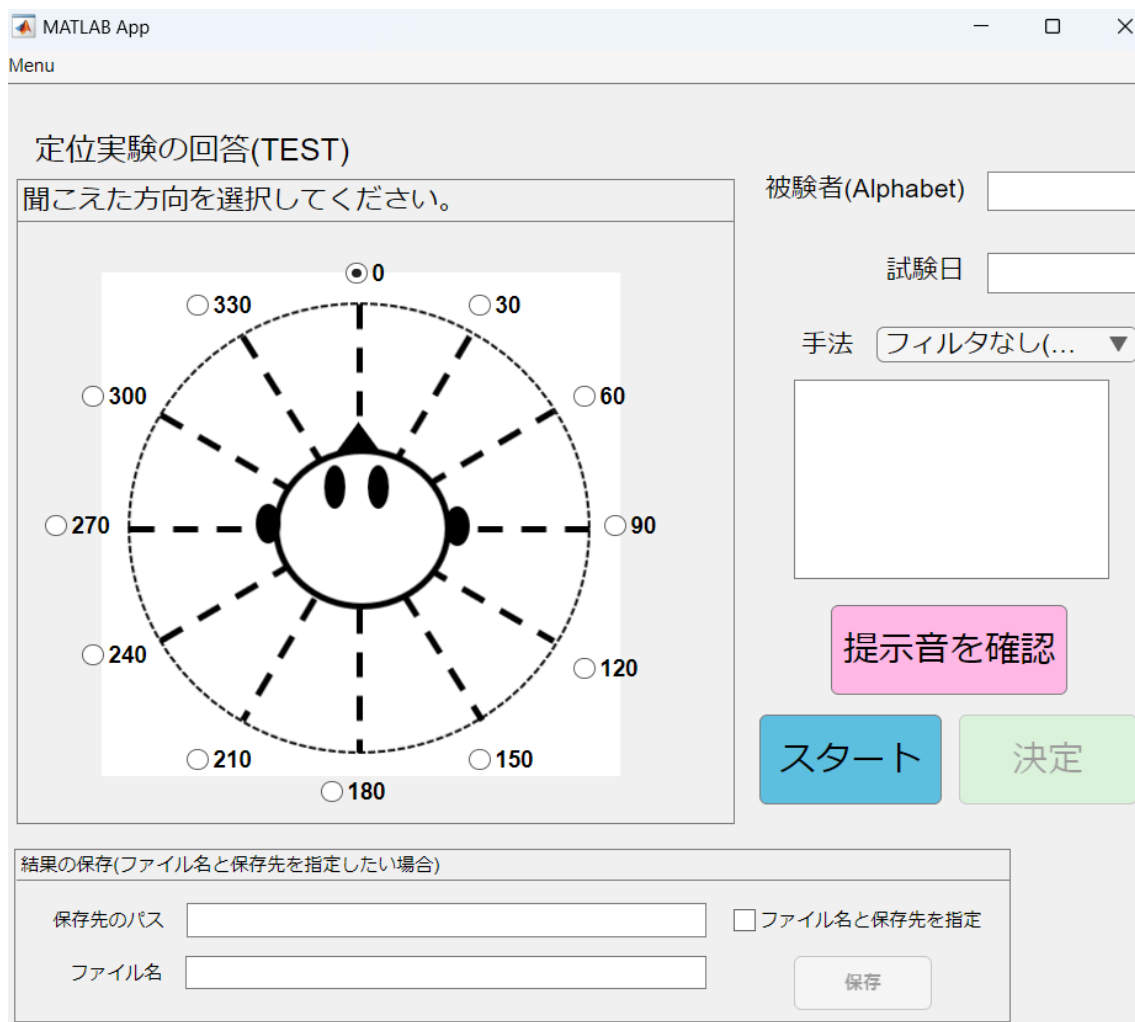 MATLAB App
Menu
定位実験の回答(TEST)
聞こえた方向を選択してください。
0
330
30
300
60
270
90
240
120
210
150
180
被験者(Alphabet)
試験日
手法 フィルタなし(...
提示音を確認
スタート 決定
結果の保存(ファイル名と保存先を指定したい場合)
保存先のパス
ファイル名と保存先を指定
ファイル名
保存